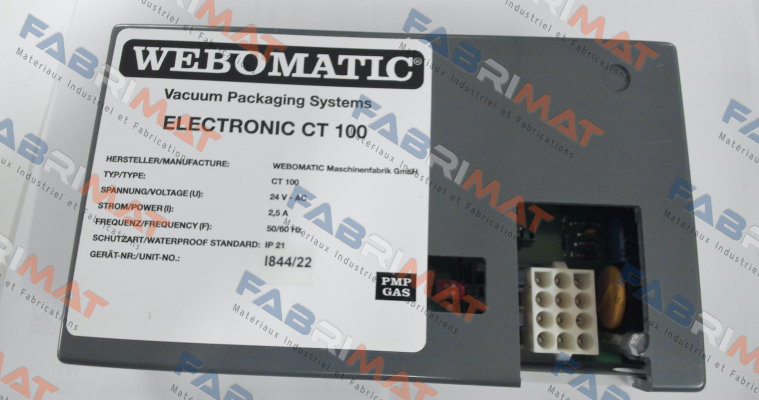 WEBOMATIC®
Vacuum Packaging Systems
ELECTRONIC CT 100
HERSTELLER/MANUFACTURE: WEBOMATIC Maschinenfabrik GmbH
TYP/TYPE: CT 100
SPANNUNG/VOLTAGE (U): 24 V - AC
STROM/POWER (I): 2,5 A
FREQUENZ/FREQUENCY (F): 50/60 Hz
SCHUTZART/WATERPROOF STANDARD: IP 21
GERÄT-NR:/UNIT-NO.: I844/22
PMP
GAS
FABRIMAT
Matériaux Industriel et Fabrications